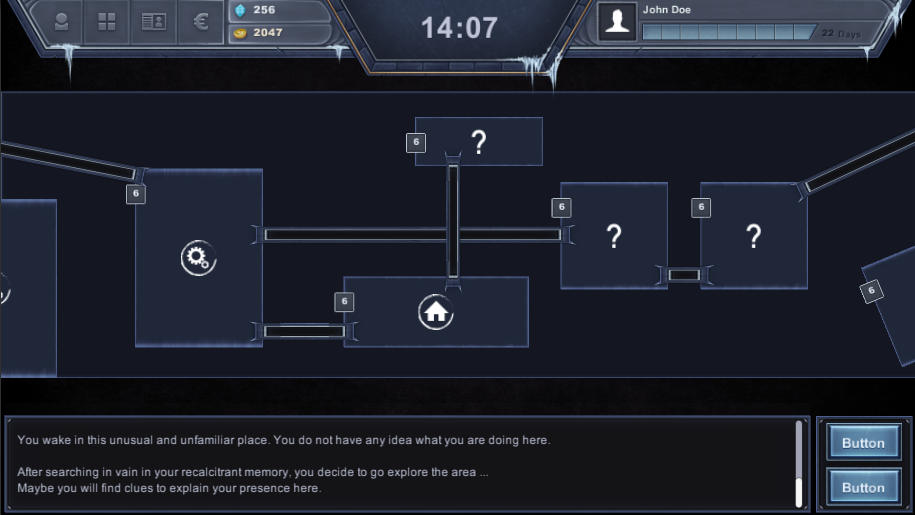 256
2047
14:07
John Doe
22 Days
6
?
6
6
6
?
?
6
6
You wake in this unusual and unfamiliar place. You do not have any idea what you are doing here.
After searching in vain in your recalcitrant memory, you decide to go explore the area ...
Maybe you will find clues to explain your presence here.
Button
Button